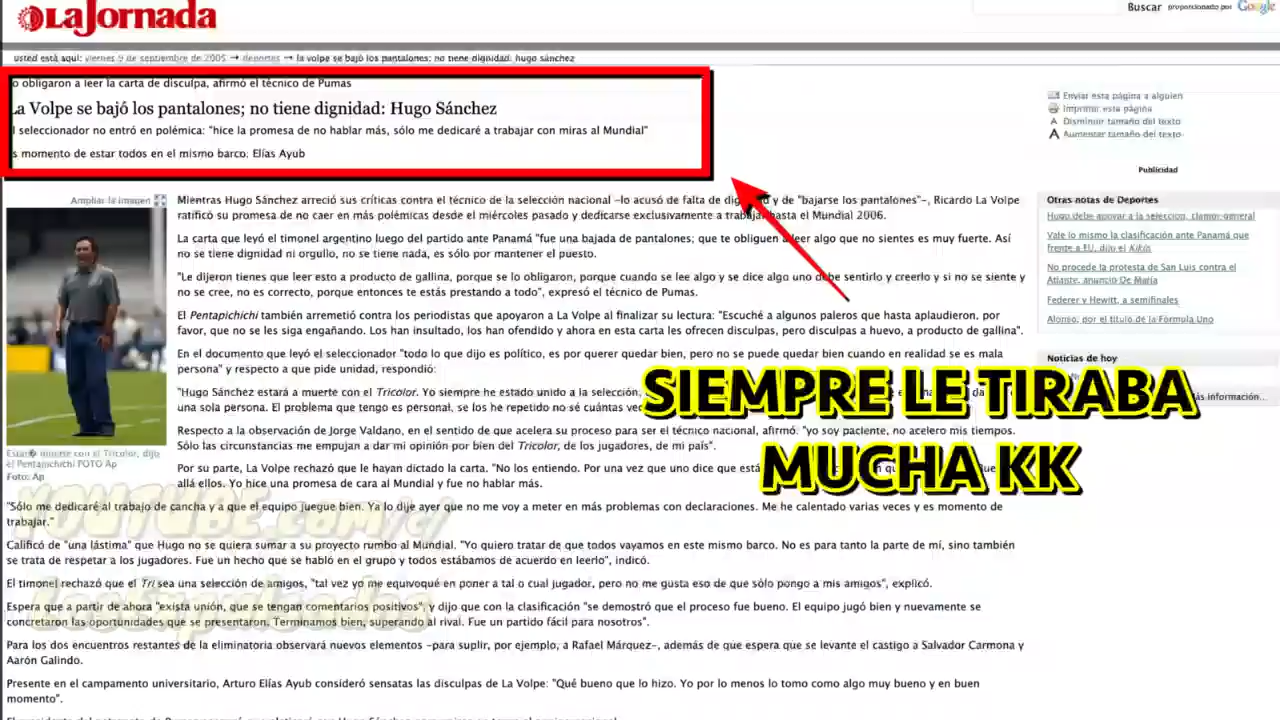 LaJornada
Buscar proporcionado por Google
usted está aquí: viernes 9 de septiembre de 2005 → deportes → la volpe se bajó los pantalones; no tiene dignidad: hugo sánchez
o obligaron a leer la carta de disculpa, afirmó el técnico de Pumas
La Volpe se bajó los pantalones; no tiene dignidad: Hugo Sánchez
l seleccionador no entró en polémica: "hice la promesa de no hablar más, sólo me dedicaré a trabajar con miras al Mundial"
s momento de estar todos en el mismo barco: Elías Ayub
Enviar esta página a alguien
Imprimir esta página
A Disminuir tamaño del texto
A Aumentar tamaño del texto
Publicidad
Ampliar la imagen
Mientras Hugo Sánchez arreció sus críticas contra el técnico de la selección nacional –lo acusó de falta de dig d y de "bajarse los pantalones"–, Ricardo La Volpe
ratificó su promesa de no caer en más polémicas desde el miércoles pasado y dedicarse exclusivamente a trabajar hasta el Mundial 2006.
La carta que leyó el timonel argentino luego del partido ante Panamá "fue una bajada de pantalones; que te obliguen a leer algo que no sientes es muy fuerte. Así
no se tiene dignidad ni orgullo, no se tiene nada, es sólo por mantener el puesto.
"Le dijeron tienes que leer esto a producto de gallina, porque se lo obligaron, porque cuando se lee algo y se dice algo uno debe sentirlo y creerlo y si no se siente y
no se cree, no es correcto, porque entonces te estás prestando a todo", expresó el técnico de Pumas.
El Pentapichichi también arremetió contra los periodistas que apoyaron a La Volpe al finalizar su lectura: "Escuché a algunos paleros que hasta aplaudieron, por
favor, que no se les siga engañando. Los han insultado, los han ofendido y ahora en esta carta les ofrecen disculpas, pero disculpas a huevo, a producto de gallina".
En el documento que leyó el seleccionador "todo lo que dijo es político, es por querer quedar bien, pero no se puede quedar bien cuando en realidad se es mala
persona" y respecto a que pide unidad, respondió:
"Hugo Sánchez estará a muerte con el Tricolor. Yo siempre he estado unido a la selección,
una sola persona. El problema que tengo es personal, se los he repetido no sé cuántas vec
Respecto a la observación de Jorge Valdano, en el sentido de que acelera su proceso para ser el técnico nacional, afirmó: "yo soy paciente, no acelero mis tiempos.
Sólo las circunstancias me empujan a dar mi opinión por bien del Tricolor, de los jugadores, de mi país".
Por su parte, La Volpe rechazó que le hayan dictado la carta. "No los entiendo. Por una vez que uno dice que está
allá ellos. Yo hice una promesa de cara al Mundial y fue no hablar más.
Otras notas de Deportes
Hugo debe apoyar a la selección, clamor general
Vale lo mismo la clasificación ante Panamá que
frente a EU, dijo el Kikín
No procede la protesta de San Luis contra el
Atlante, anuncio De María
Federer y Hewitt, a semifinales
Alonso, por el título de la Fórmula Uno
Noticias de hoy
información...
SIEMPRE LE TIRABA
MUCHA KK
Estar� muerte con el Tricolor, dijo
el Pentapichichi FOTO Ap
Foto: Ap
"Sólo me dedicaré al trabajo de cancha y a que el equipo juegue bien. Ya lo dije ayer que no me voy a meter en más problemas con declaraciones. Me he calentado varias veces y es momento de
trabajar."
Calificó de "una lástima" que Hugo no se quiera sumar a su proyecto rumbo al Mundial. "Yo quiero tratar de que todos vayamos en este mismo barco. No es para tanto la parte de mí, sino también
se trata de respetar a los jugadores. Fue un hecho que se habló en el grupo y todos estábamos de acuerdo en leerlo", indicó.
El timonel rechazó que el Tri sea una selección de amigos, "tal vez yo me equivoqué en poner a tal o cual jugador, pero no me gusta eso de que sólo pongo a mis amigos", explicó.
Espera que a partir de ahora "exista unión, que se tengan comentarios positivos", y dijo que con la clasificación "se demostró que el proceso fue bueno. El equipo jugó bien y nuevamente se
concretaron las oportunidades que se presentaron. Terminamos bien, superando al rival. Fue un partido fácil para nosotros".
Para los dos encuentros restantes de la eliminatoria observará nuevos elementos –para suplir, por ejemplo, a Rafael Márquez–, además de que espera que se levante el castigo a Salvador Carmona y
Aarón Galindo.
Presente en el campamento universitario, Arturo Elías Ayub consideró sensatas las disculpas de La Volpe: "Qué bueno que lo hizo. Yo por lo menos lo tomo como algo muy bueno y en buen
momento".
YOUTUBE.com/c/